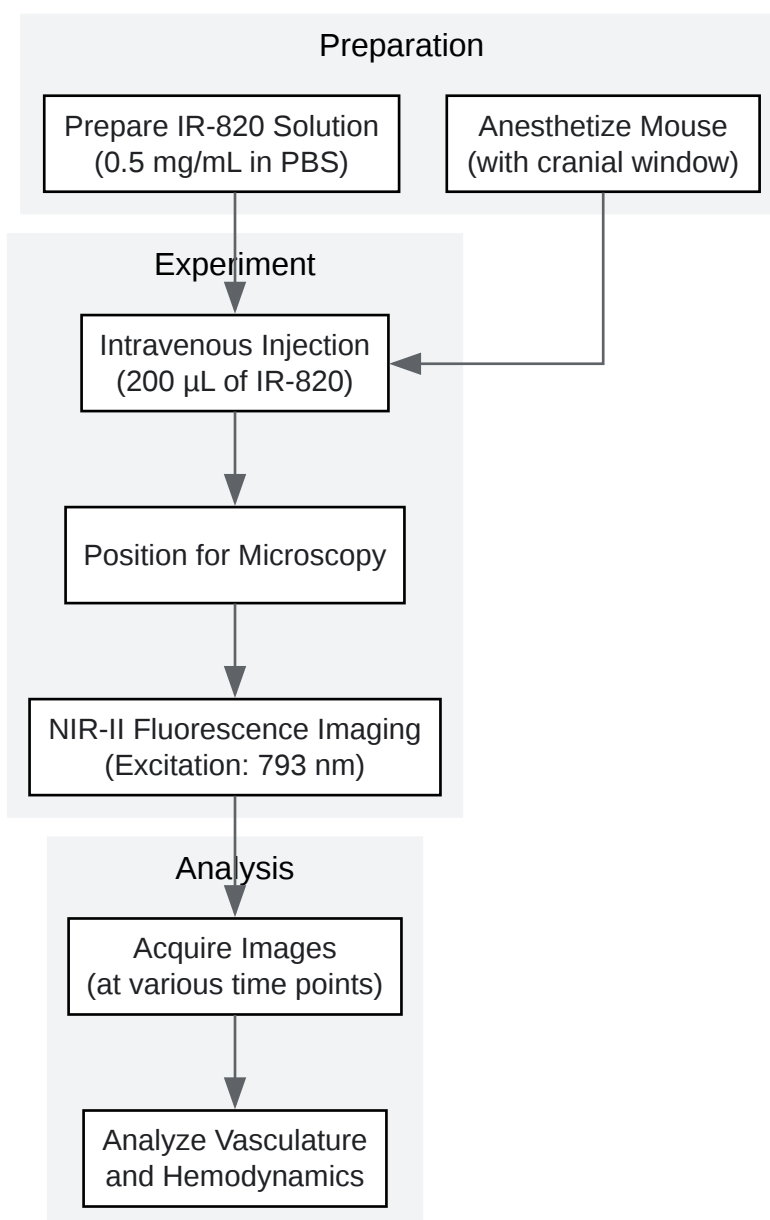 Preparation
Prepare IR-820 Solution
(0.5 mg/mL in PBS)
Anesthetize Mouse
(with cranial window)
Experiment
Intravenous Injection
(200 µL of IR-820)
Position for Microscopy
NIR-II Fluorescence Imaging
(Excitation: 793 nm)
Analysis
Acquire Images
(at various time points)
Analyze Vasculature
and Hemodynamics